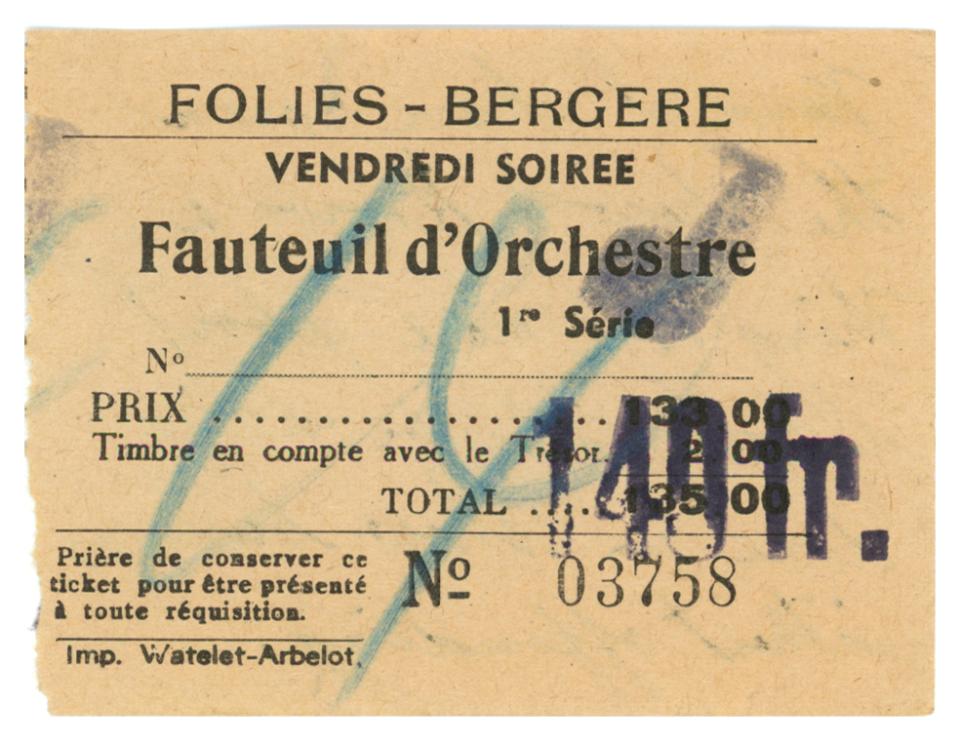 FOLIES - BERGERE
VENDREDI SOIREE
Fauteuil d'Orchestre
1re Série
No
PRIX .................... 133.00
Timbre en compte avec le Trésor. 2 00
TOTAL .... 135.00
140 fr.
Prière de conserver ce
ticket pour être présenté
à toute réquisition.
No 03758
Imp. Watelet-Arbelot.